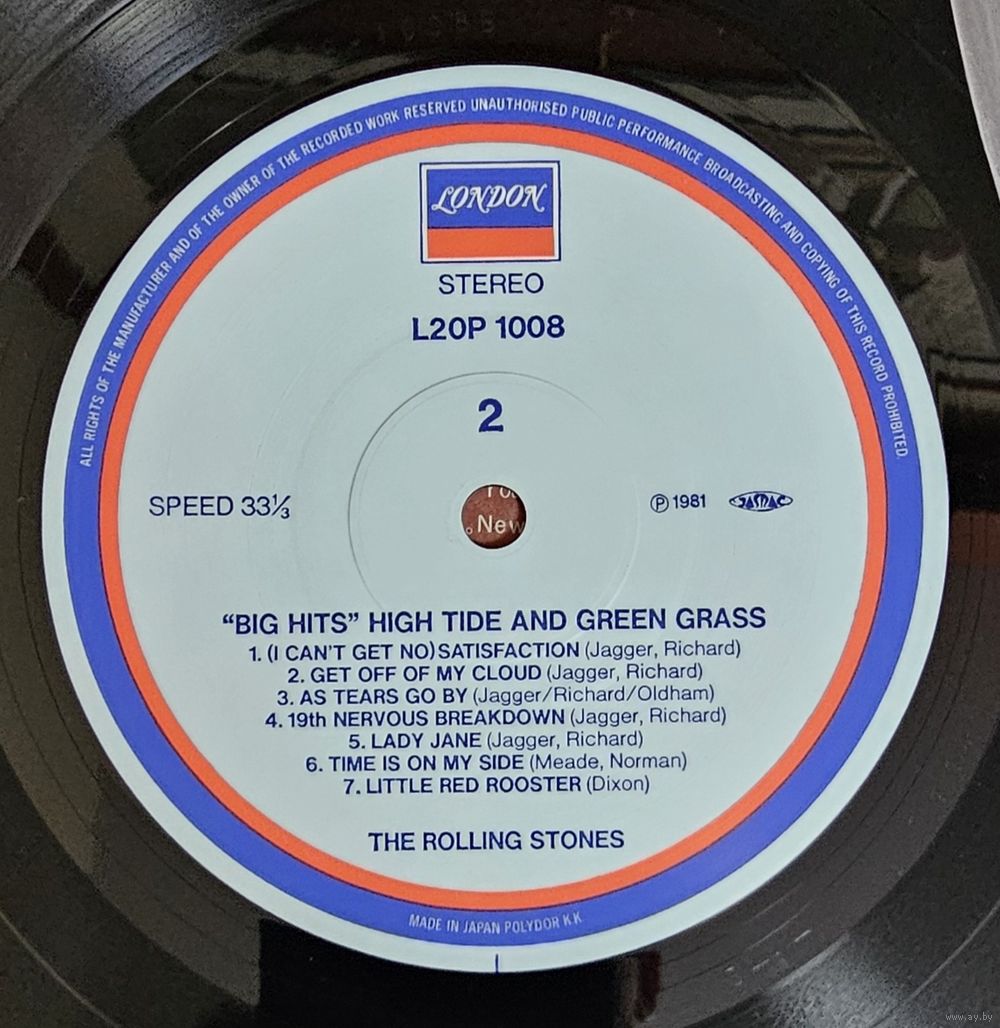 ALL RIGHTS OF THE MANUFACTURER AND OF THE OWNER OF THE RECORDED WORK RESERVED UNAUTHORISED PUBLIC PERFORMANCE BROADCASTING AND COPYING OF THIS RECORD PROHIBITED.
LONDON
STEREO
L20P 1008
2
SPEED 33⅓
℗ 1981 JASRAC
New
“BIG HITS” HIGH TIDE AND GREEN GRASS
1. (I CAN'T GET NO) SATISFACTION (Jagger, Richard)
2. GET OFF OF MY CLOUD (Jagger, Richard)
3. AS TEARS GO BY (Jagger/Richard/Oldham)
4. 19th NERVOUS BREAKDOWN (Jagger, Richard)
5. LADY JANE (Jagger, Richard)
6. TIME IS ON MY SIDE (Meade, Norman)
7. LITTLE RED ROOSTER (Dixon)
THE ROLLING STONES
MADE IN JAPAN POLYDOR K.K
www.ay.by